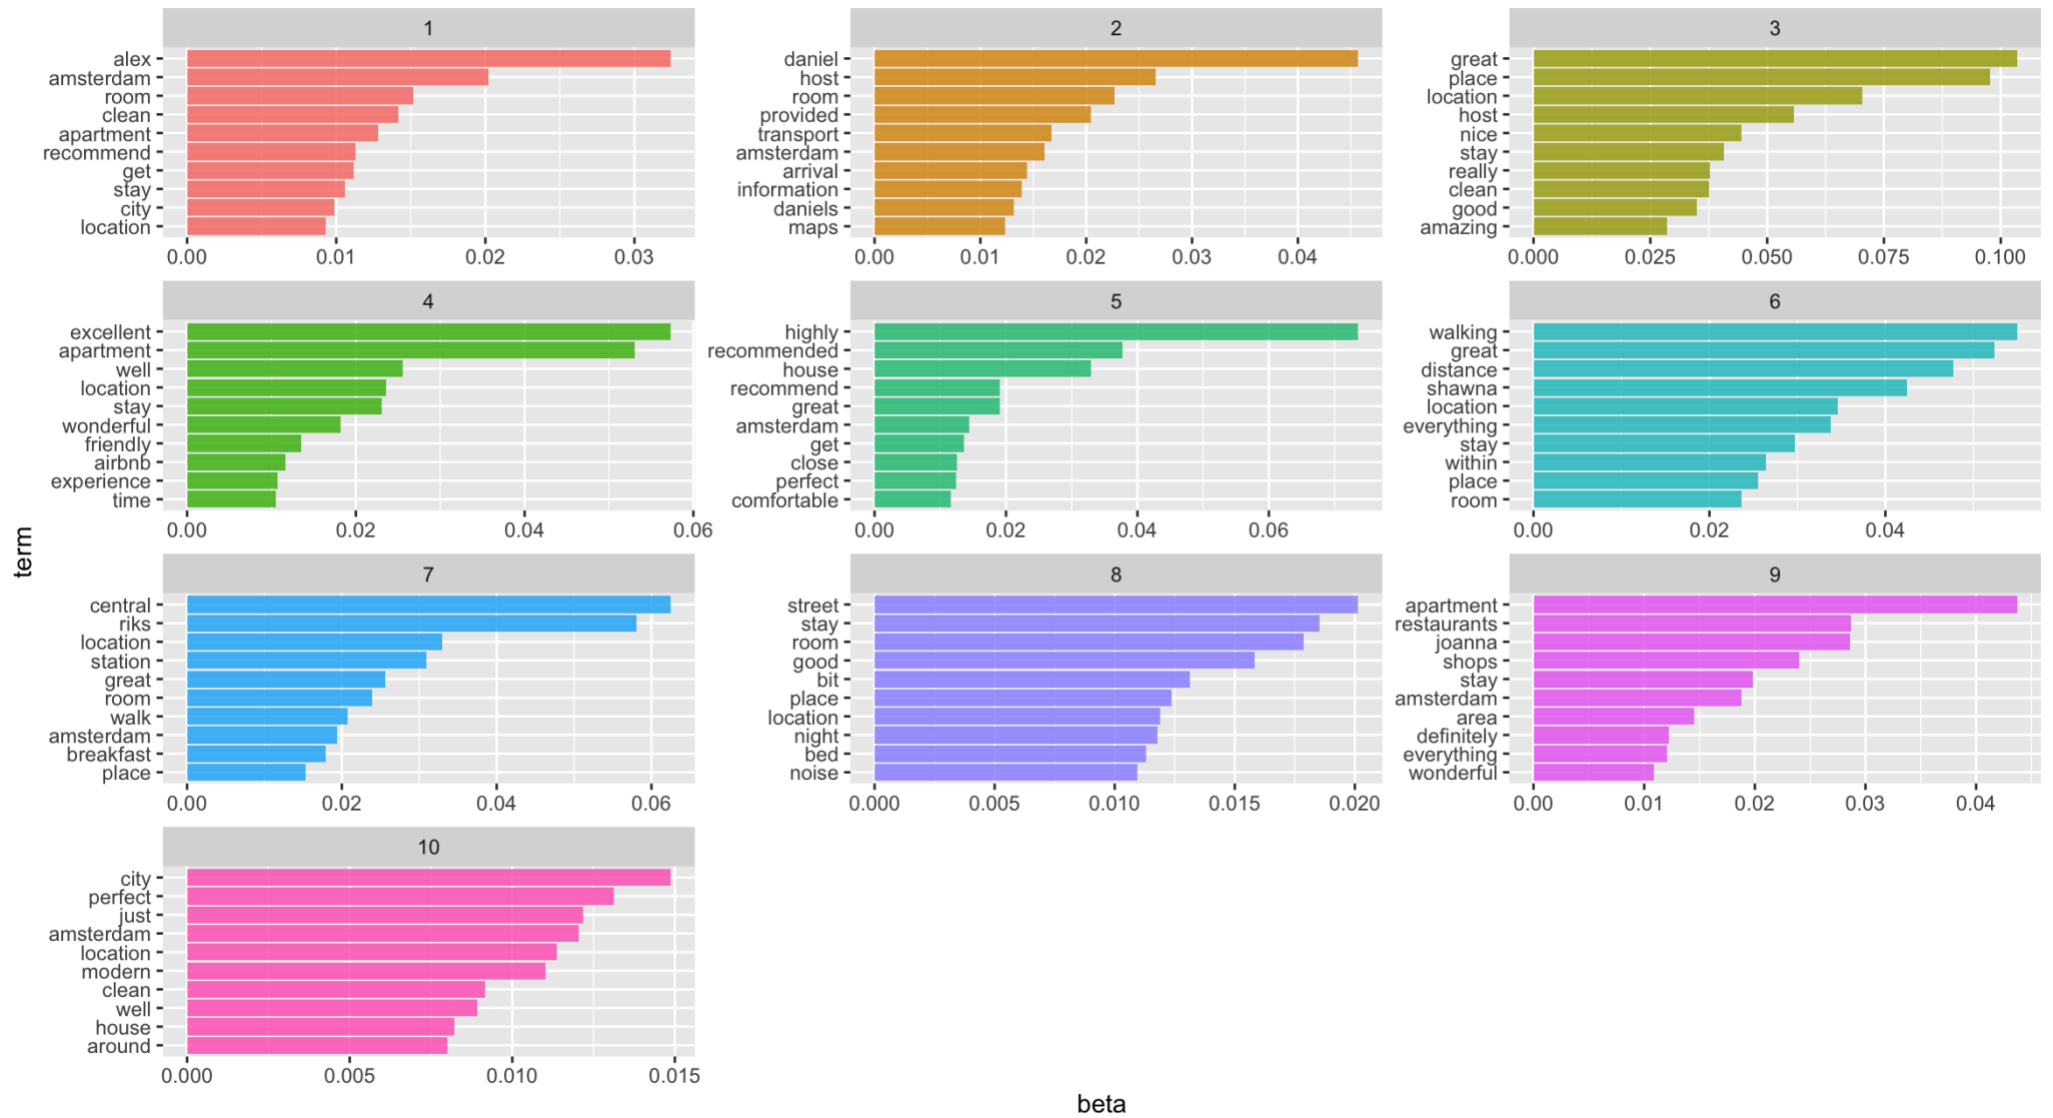 1
alex
amsterdam
room
clean
apartment
recommend
get
stay
city
location
0.00 0.01 0.02 0.03
2
daniel
host
room
provided
transport
amsterdam
arrival
information
daniels
maps
0.00 0.01 0.02 0.03 0.04
3
great
place
location
host
nice
stay
really
clean
good
amazing
0.000 0.025 0.050 0.075 0.100
4
excellent
apartment
well
location
stay
wonderful
friendly
airbnb
experience
time
0.00 0.02 0.04 0.06
5
highly
recommended
house
recommend
great
amsterdam
get
close
perfect
comfortable
0.00 0.02 0.04 0.06
6
walking
great
distance
shawna
location
everything
stay
within
place
room
0.00 0.02 0.04
term
7
central
riks
location
station
great
room
walk
amsterdam
breakfast
place
0.00 0.02 0.04 0.06
8
street
stay
room
good
bit
place
location
night
bed
noise
0.000 0.005 0.010 0.015 0.020
9
apartment
restaurants
joanna
shops
stay
amsterdam
area
definitely
everything
wonderful
0.00 0.01 0.02 0.03 0.04
10
city
perfect
just
amsterdam
location
modern
clean
well
house
around
0.000 0.005 0.010 0.015
beta